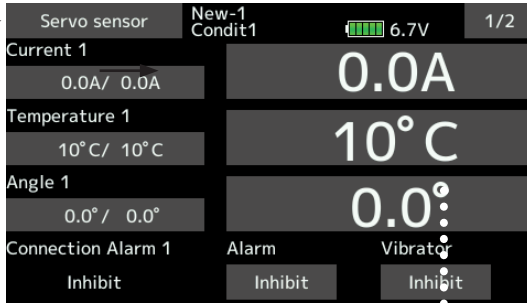 Servo sensor New-1 1/2
Condit1 6.7V
Current 1
0.0A/ 0.0A 0.0A
Temperature 1
10°C/ 10°C 10°C
Angle 1
0.0°/ 0.0° 0.0°
Connection Alarm 1 Alarm Vibrator
Inhibit Inhibit Inhibit